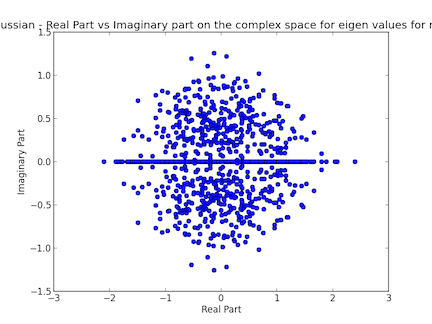 ussian - Real Part vs Imaginary part on the complex space for eigen values for
1.5
1.0
0.5
0.0
−0.5
−1.0
−1.5
Imaginary Part
−3 −2 −1 0 1 2 3
Real Part